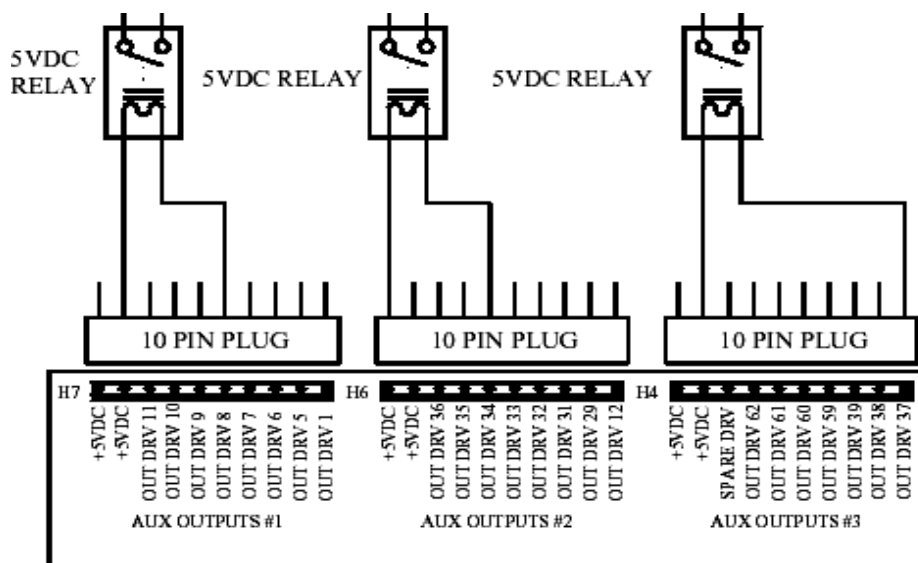 5VDC
RELAY
5VDC RELAY
5VDC RELAY
10 PIN PLUG
10 PIN PLUG
10 PIN PLUG
H7
+5VDC
+5VDC
OUT DRV 11
OUT DRV 10
OUT DRV 9
OUT DRV 8
OUT DRV 7
OUT DRV 6
OUT DRV 5
OUT DRV 1
AUX OUTPUTS #1
H6
+5VDC
+5VDC
OUT DRV 36
OUT DRV 35
OUT DRV 34
OUT DRV 33
OUT DRV 32
OUT DRV 31
OUT DRV 29
OUT DRV 12
AUX OUTPUTS #2
H4
+5VDC
+5VDC
SPARE DRV
OUT DRV 62
OUT DRV 61
OUT DRV 60
OUT DRV 59
OUT DRV 39
OUT DRV 38
OUT DRV 37
AUX OUTPUTS #3